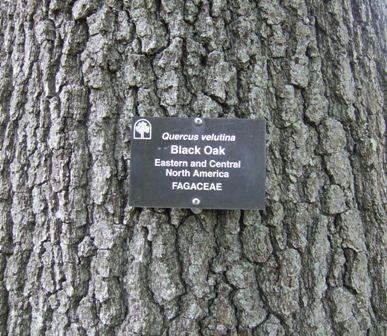 Quercus velutina
Black Oak
Eastern and Central
North America
FAGACEAE